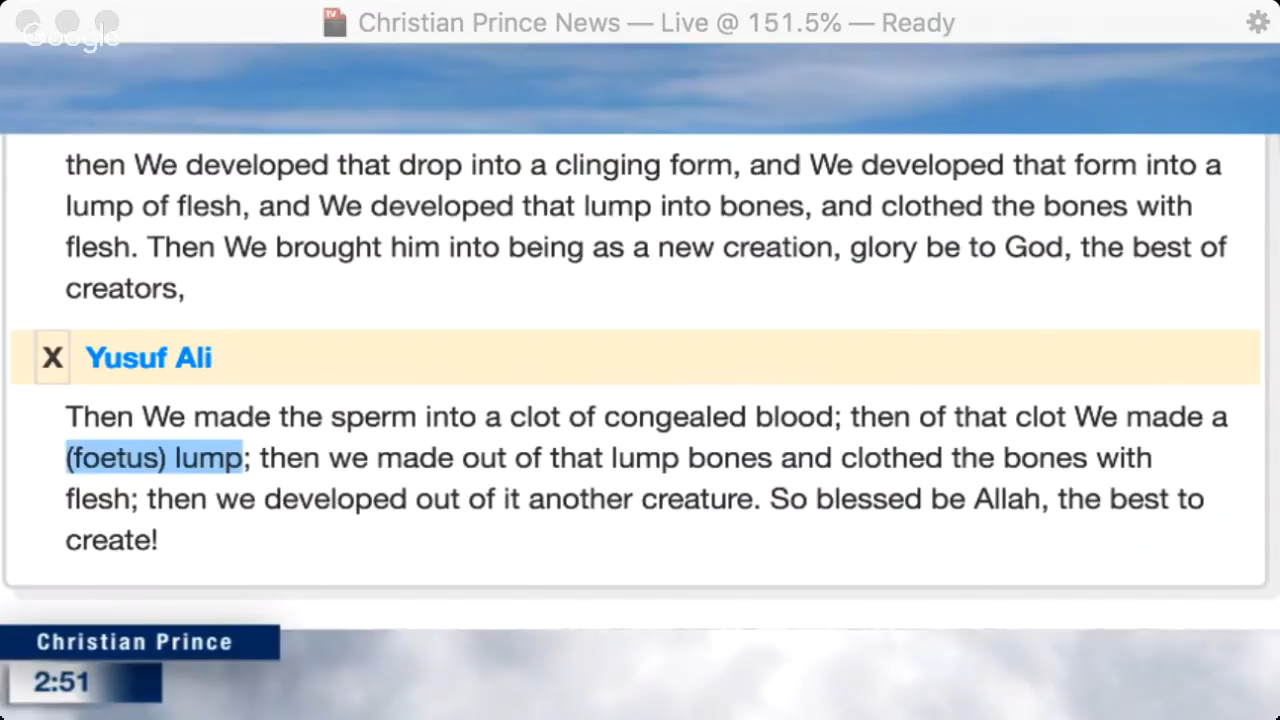 Google
Christian Prince News — Live @ 151.5% — Ready
then We developed that drop into a clinging form, and We developed that form into a
lump of flesh, and We developed that lump into bones, and clothed the bones with
flesh. Then We brought him into being as a new creation, glory be to God, the best of
creators,
X Yusuf Ali
Then We made the sperm into a clot of congealed blood; then of that clot We made a
(foetus) lump; then we made out of that lump bones and clothed the bones with
flesh; then we developed out of it another creature. So blessed be Allah, the best to
create!
Christian Prince
2:51